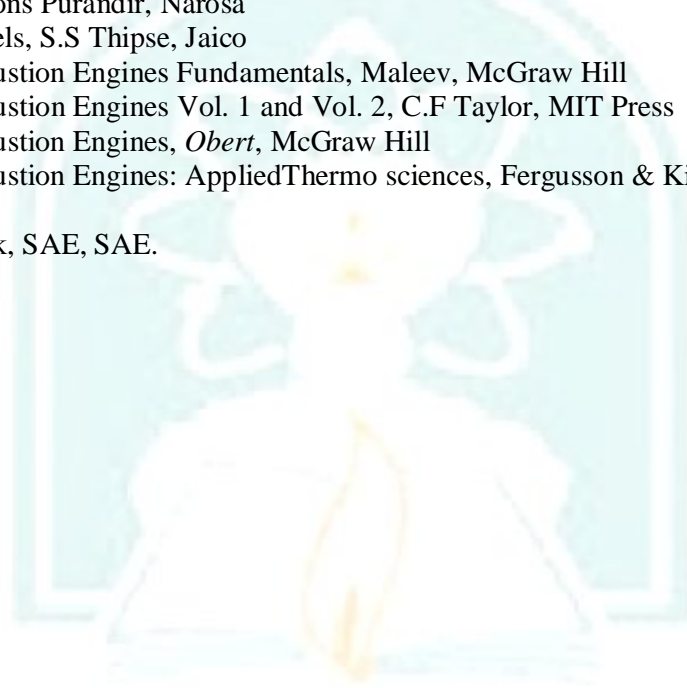 ons Purandir, Narosa
els, S.S Thipse, Jaico
ustion Engines Fundamentals, Maleev, McGraw Hill
ustion Engines Vol. 1 and Vol. 2, C.F Taylor, MIT Press
ustion Engines, Obert, McGraw Hill
ustion Engines: AppliedThermo sciences, Fergusson & Ki
k, SAE, SAE.